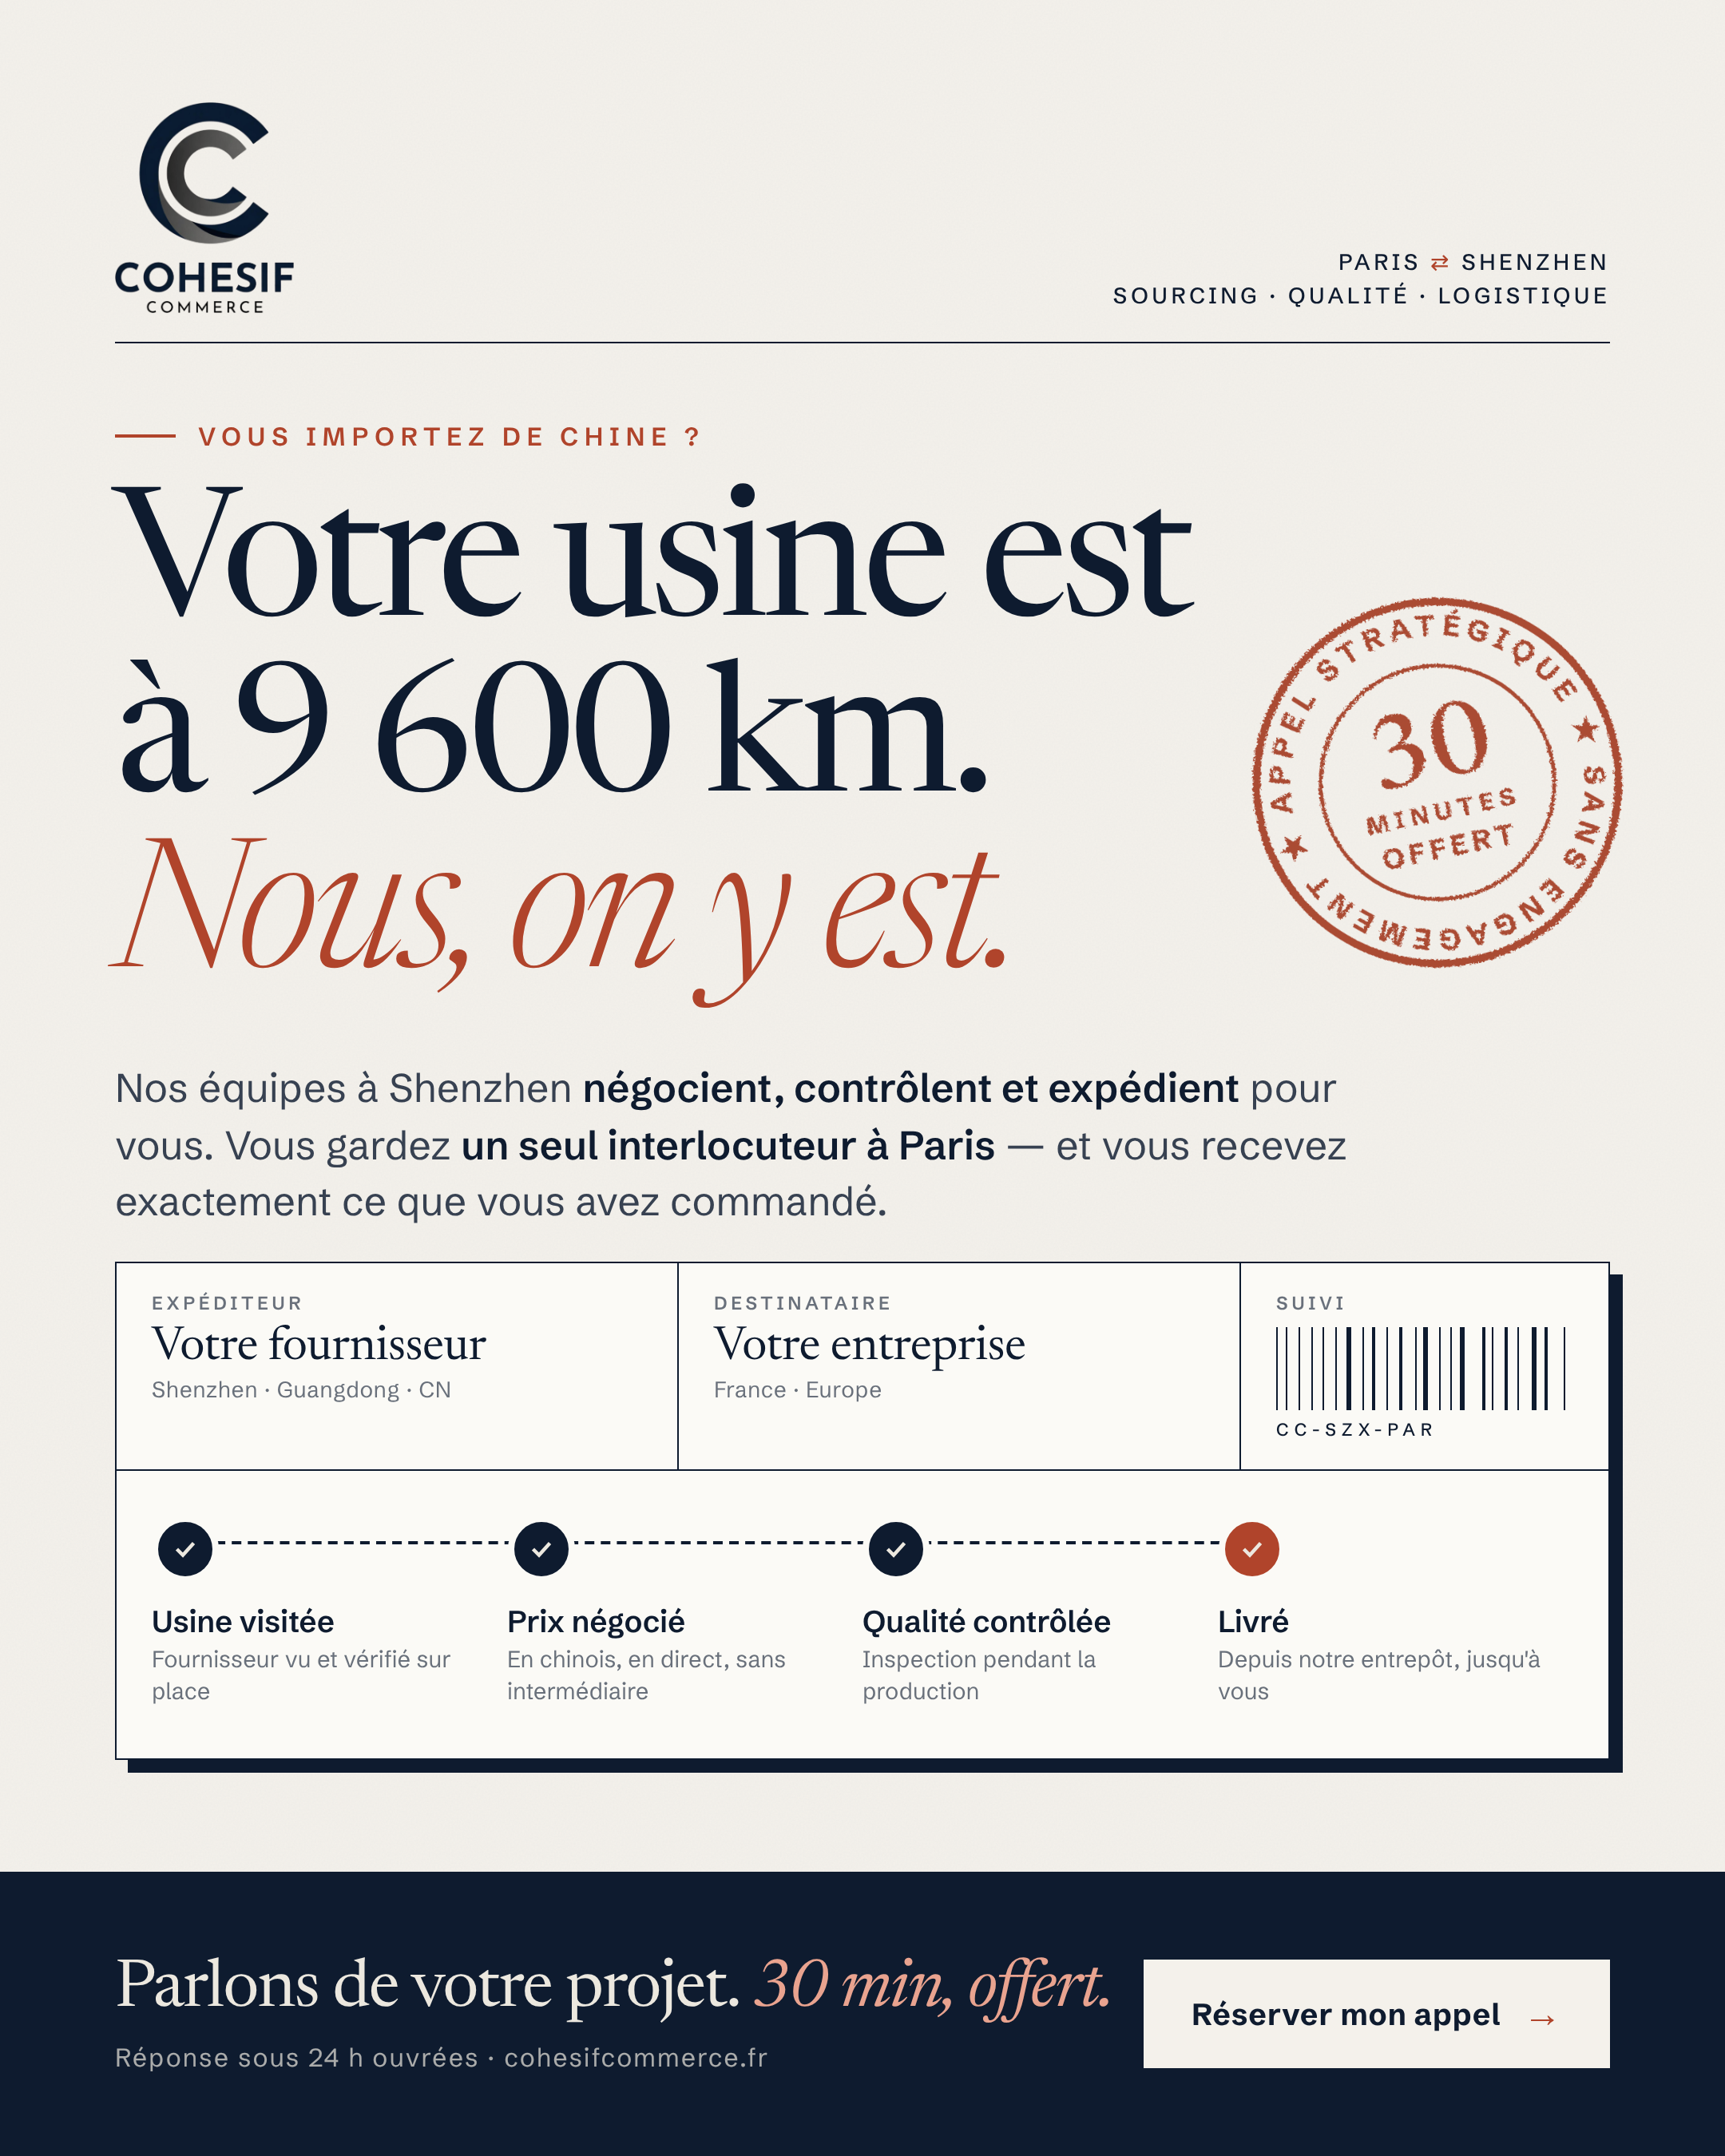 COHESIF
COMMERCE
PARIS ⇄ SHENZHEN
SOURCING · QUALITÉ · LOGISTIQUE
VOUS IMPORTEZ DE CHINE ?
Votre usine est
à 9 600 km.
Nous, on y est.
★ APPEL STRATÉGIQUE ★ SANS ENGAGEMENT
30
MINUTES
OFFERT
Nos équipes à Shenzhen négocient, contrôlent et expédient pour
vous. Vous gardez un seul interlocuteur à Paris — et vous recevez
exactement ce que vous avez commandé.
EXPÉDITEUR
Votre fournisseur
Shenzhen · Guangdong · CN
DESTINATAIRE
Votre entreprise
France · Europe
SUIVI
CC-SZX-PAR
Usine visitée
Fournisseur vu et vérifié sur
place
Prix négocié
En chinois, en direct, sans
intermédiaire
Qualité contrôlée
Inspection pendant la
production
Livré
Depuis notre entrepôt, jusqu'à
vous
Parlons de votre projet. 30 min, offert.
Réponse sous 24 h ouvrées · cohesifcommerce.fr
Réserver mon appel →